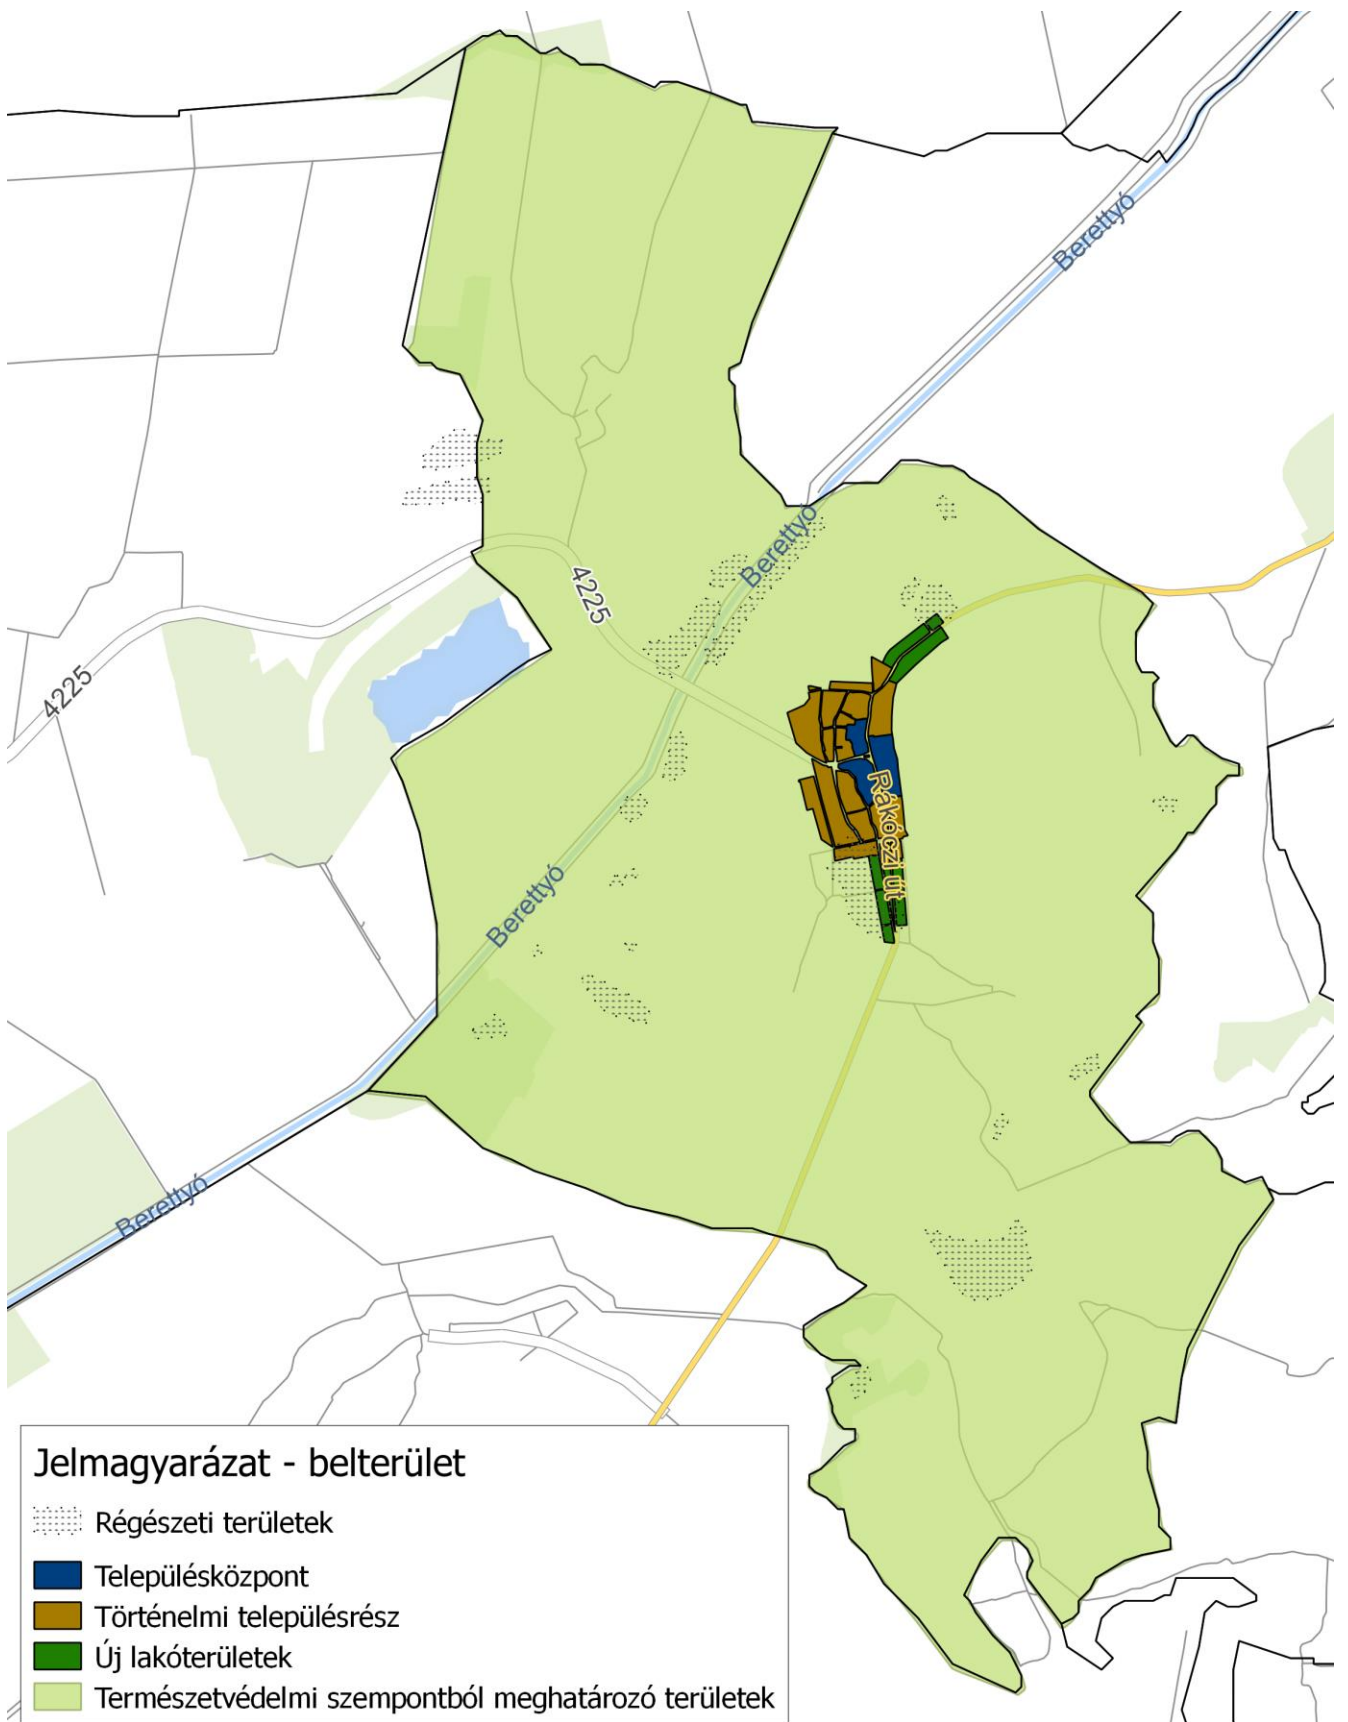 Berettyó
Berettyó
4225
4225
Rákóczi út
Berettyó
Berettyó
Jelmagyarázat - belterület
Régészeti területek
Településközpont
Történelmi településrész
Új lakóterületek
Természetvédelmi szempontból meghatározó területek